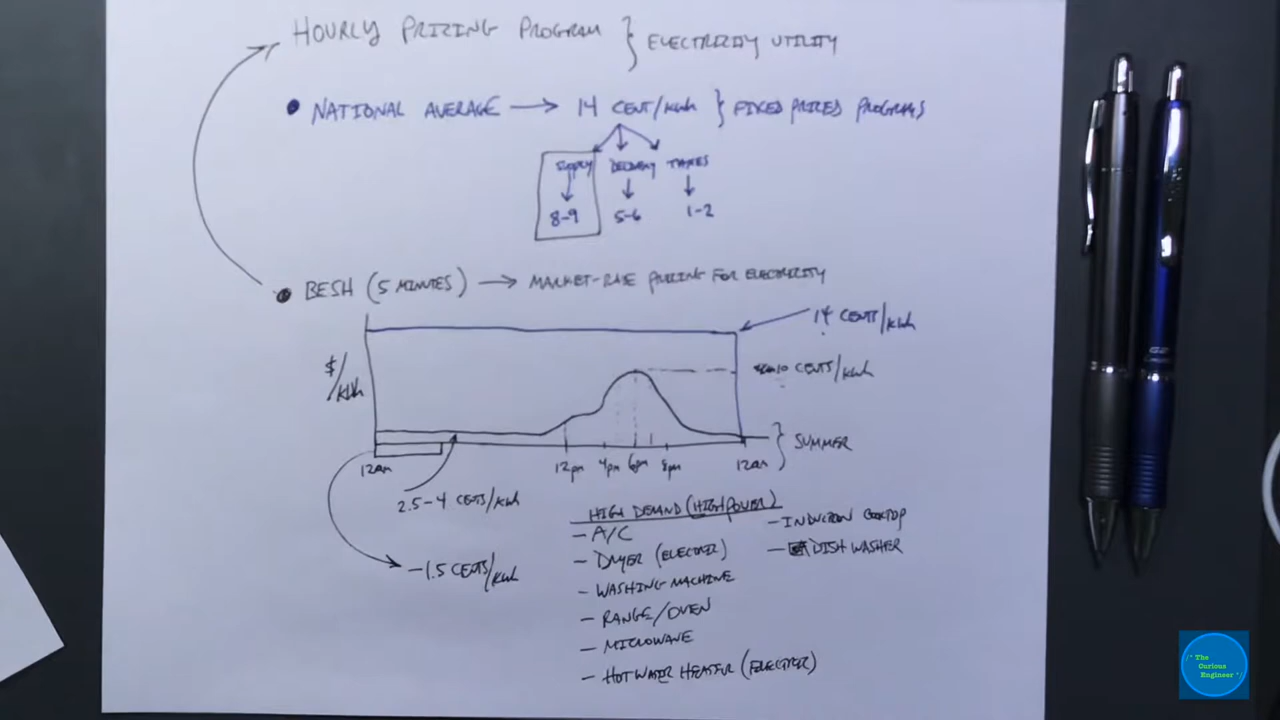 HOURLY PRICING PROGRAM } ELECTRICITY UTILITY
• NATIONAL AVERAGE → 14 CENT/kWh } FIXED PRICED PROGRAMS
SUPPLY DELIVERY TAXES
8-9 5-6 1-2
• BESH (5 MINUTES) → MARKET-RATE PRICING FOR ELECTRICITY
14 CENTS/kWh
$/kWh
10 CENTS/kWh
12am 12pm 4pm 6pm 8pm 12am } SUMMER
2.5-4 CENTS/kWh
-1.5 CENTS/kWh
HIGH DEMAND (HIGH POWER)
- A/C
- DRYER (ELECTRIC)
- WASHING MACHINE
- RANGE/OVEN
- MICROWAVE
- HOT WATER HEATER (ELECTRIC)
- INDUCTION COOKTOP
- DISH WASHER
/* The
Curious
Engineer */